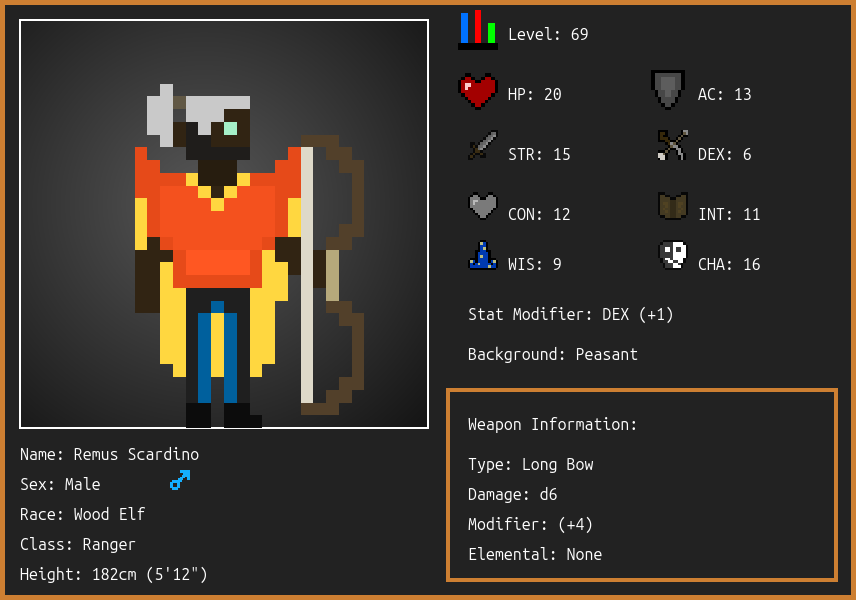 Level: 69
HP: 20
AC: 13
STR: 15
DEX: 6
CON: 12
INT: 11
WIS: 9
CHA: 16
Stat Modifier: DEX (+1)
Background: Peasant
Weapon Information:
Type: Long Bow
Damage: d6
Modifier: (+4)
Elemental: None
Name: Remus Scardino
Sex: Male
Race: Wood Elf
Class: Ranger
Height: 182cm (5'12")